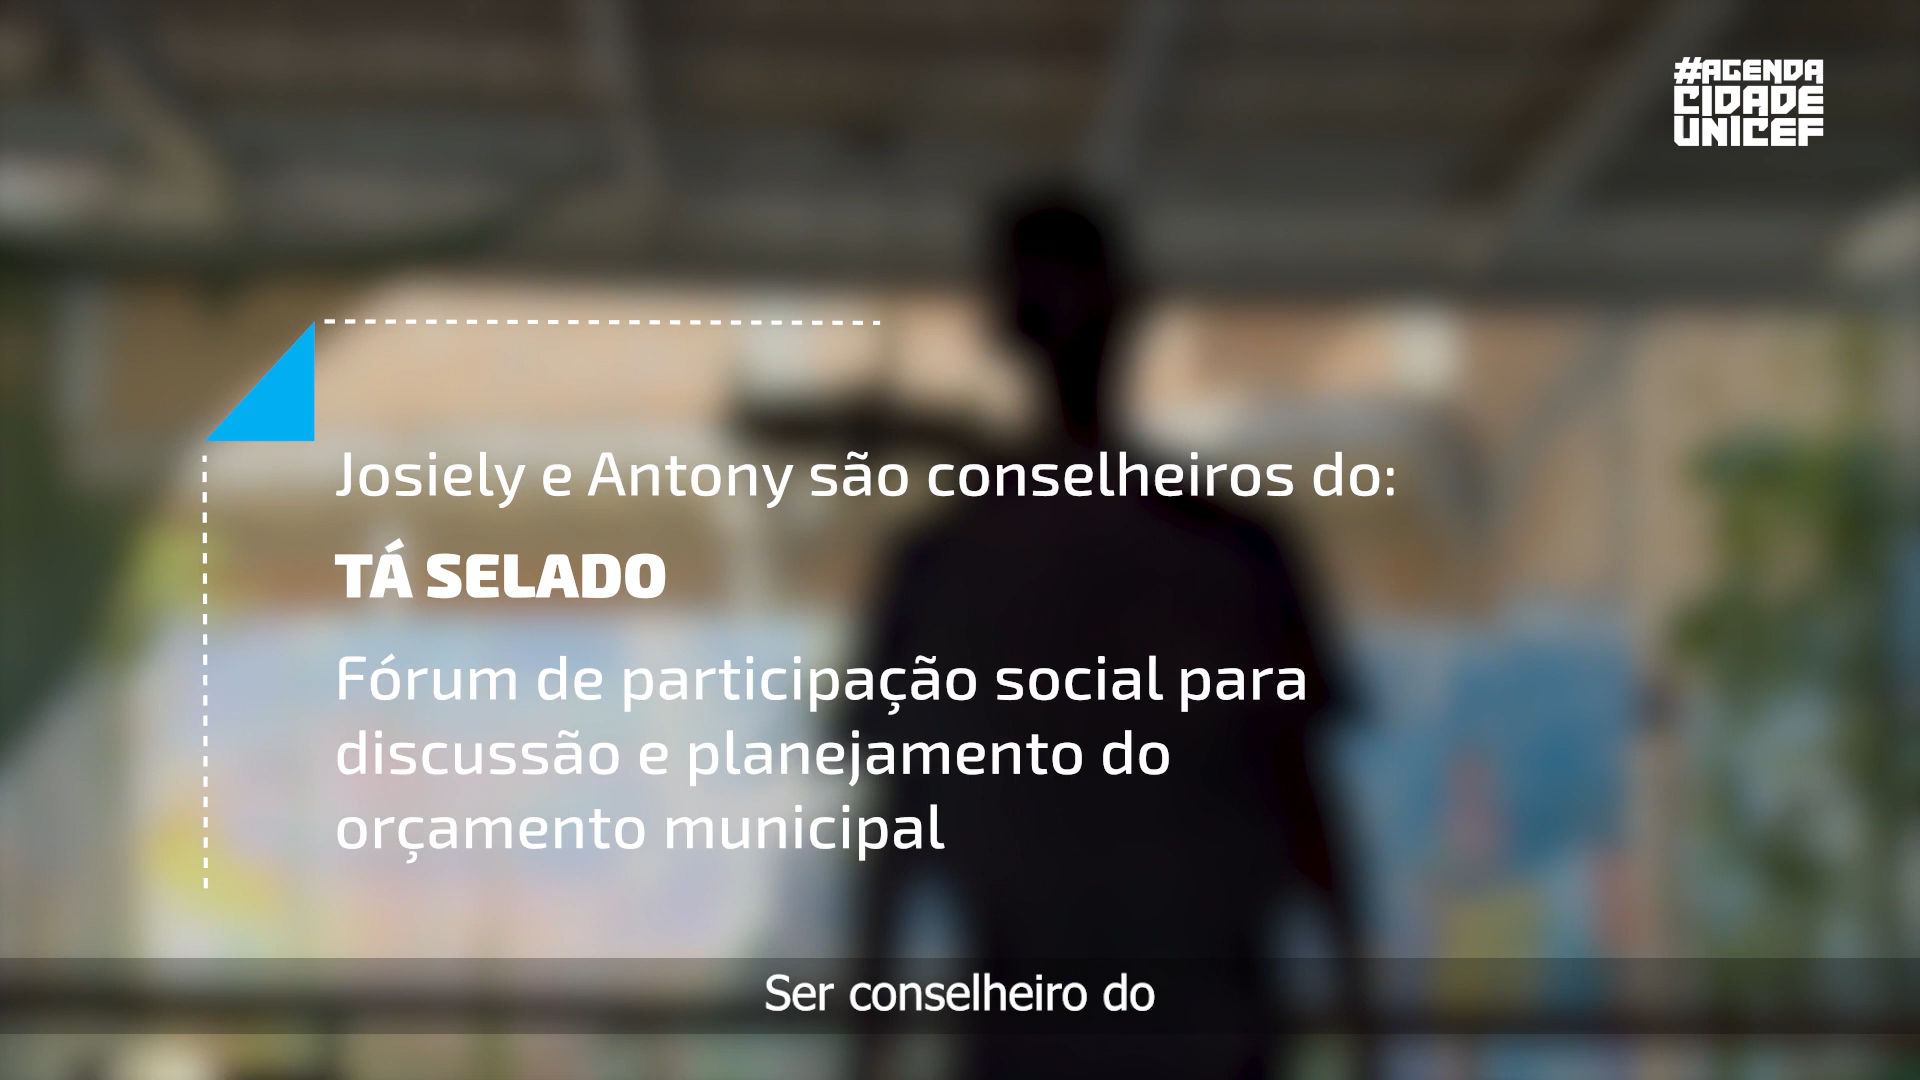 #AGENDA
CIDADE
UNICEF
Josiely e Antony são conselheiros do:
TÁ SELADO
Fórum de participação social para
discussão e planejamento do
orçamento municipal
Ser conselheiro do